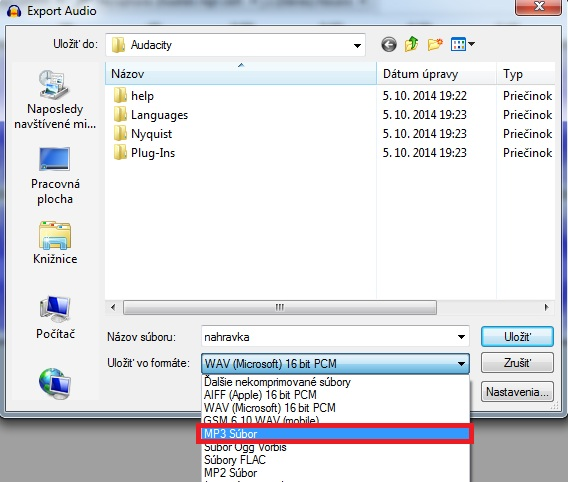 Export Audio
Uložiť do:
Audacity
Názov
Dátum úpravy
Typ
help
5. 10. 2014 19:22
Priečinok
Languages
5. 10. 2014 19:23
Priečinok
Nyquist
5. 10. 2014 19:23
Priečinok
Plug-Ins
5. 10. 2014 19:23
Priečinok
Naposledy
navštívené mi...
Pracovná
plocha
Knižnice
Počítač
Názov súboru:
nahravka
Uložiť
Uložiť vo formáte:
WAV (Microsoft) 16 bit PCM
Zrušiť
Nastavenia...
Ďalšie nekomprimované súbory
AIFF (Apple) 16 bit PCM
WAV (Microsoft) 16 bit PCM
GSM 6.10 WAV (mobile)
MP3 Súbor
Súbor Ogg Vorbis
Súbory FLAC
MP2 Súbor